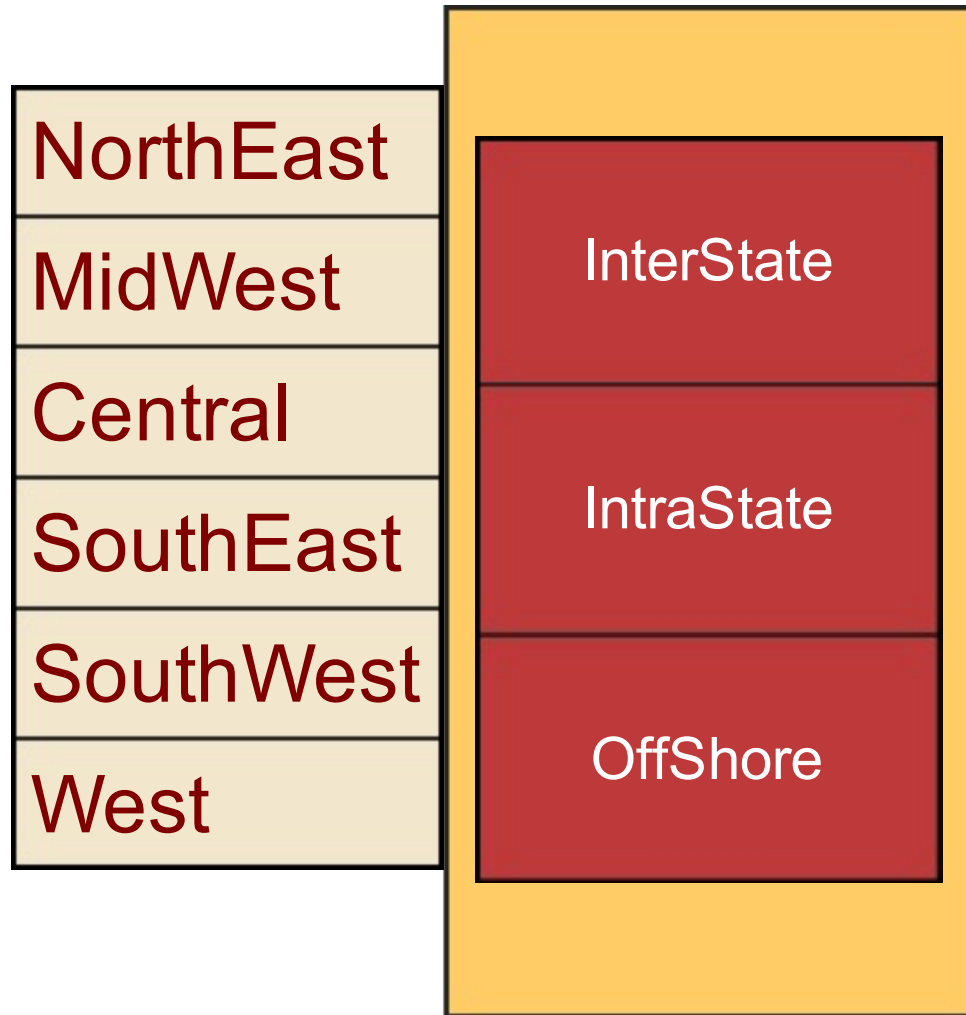 NorthEast
MidWest
Central
SouthEast
SouthWest
West
InterState
IntraState
OffShore